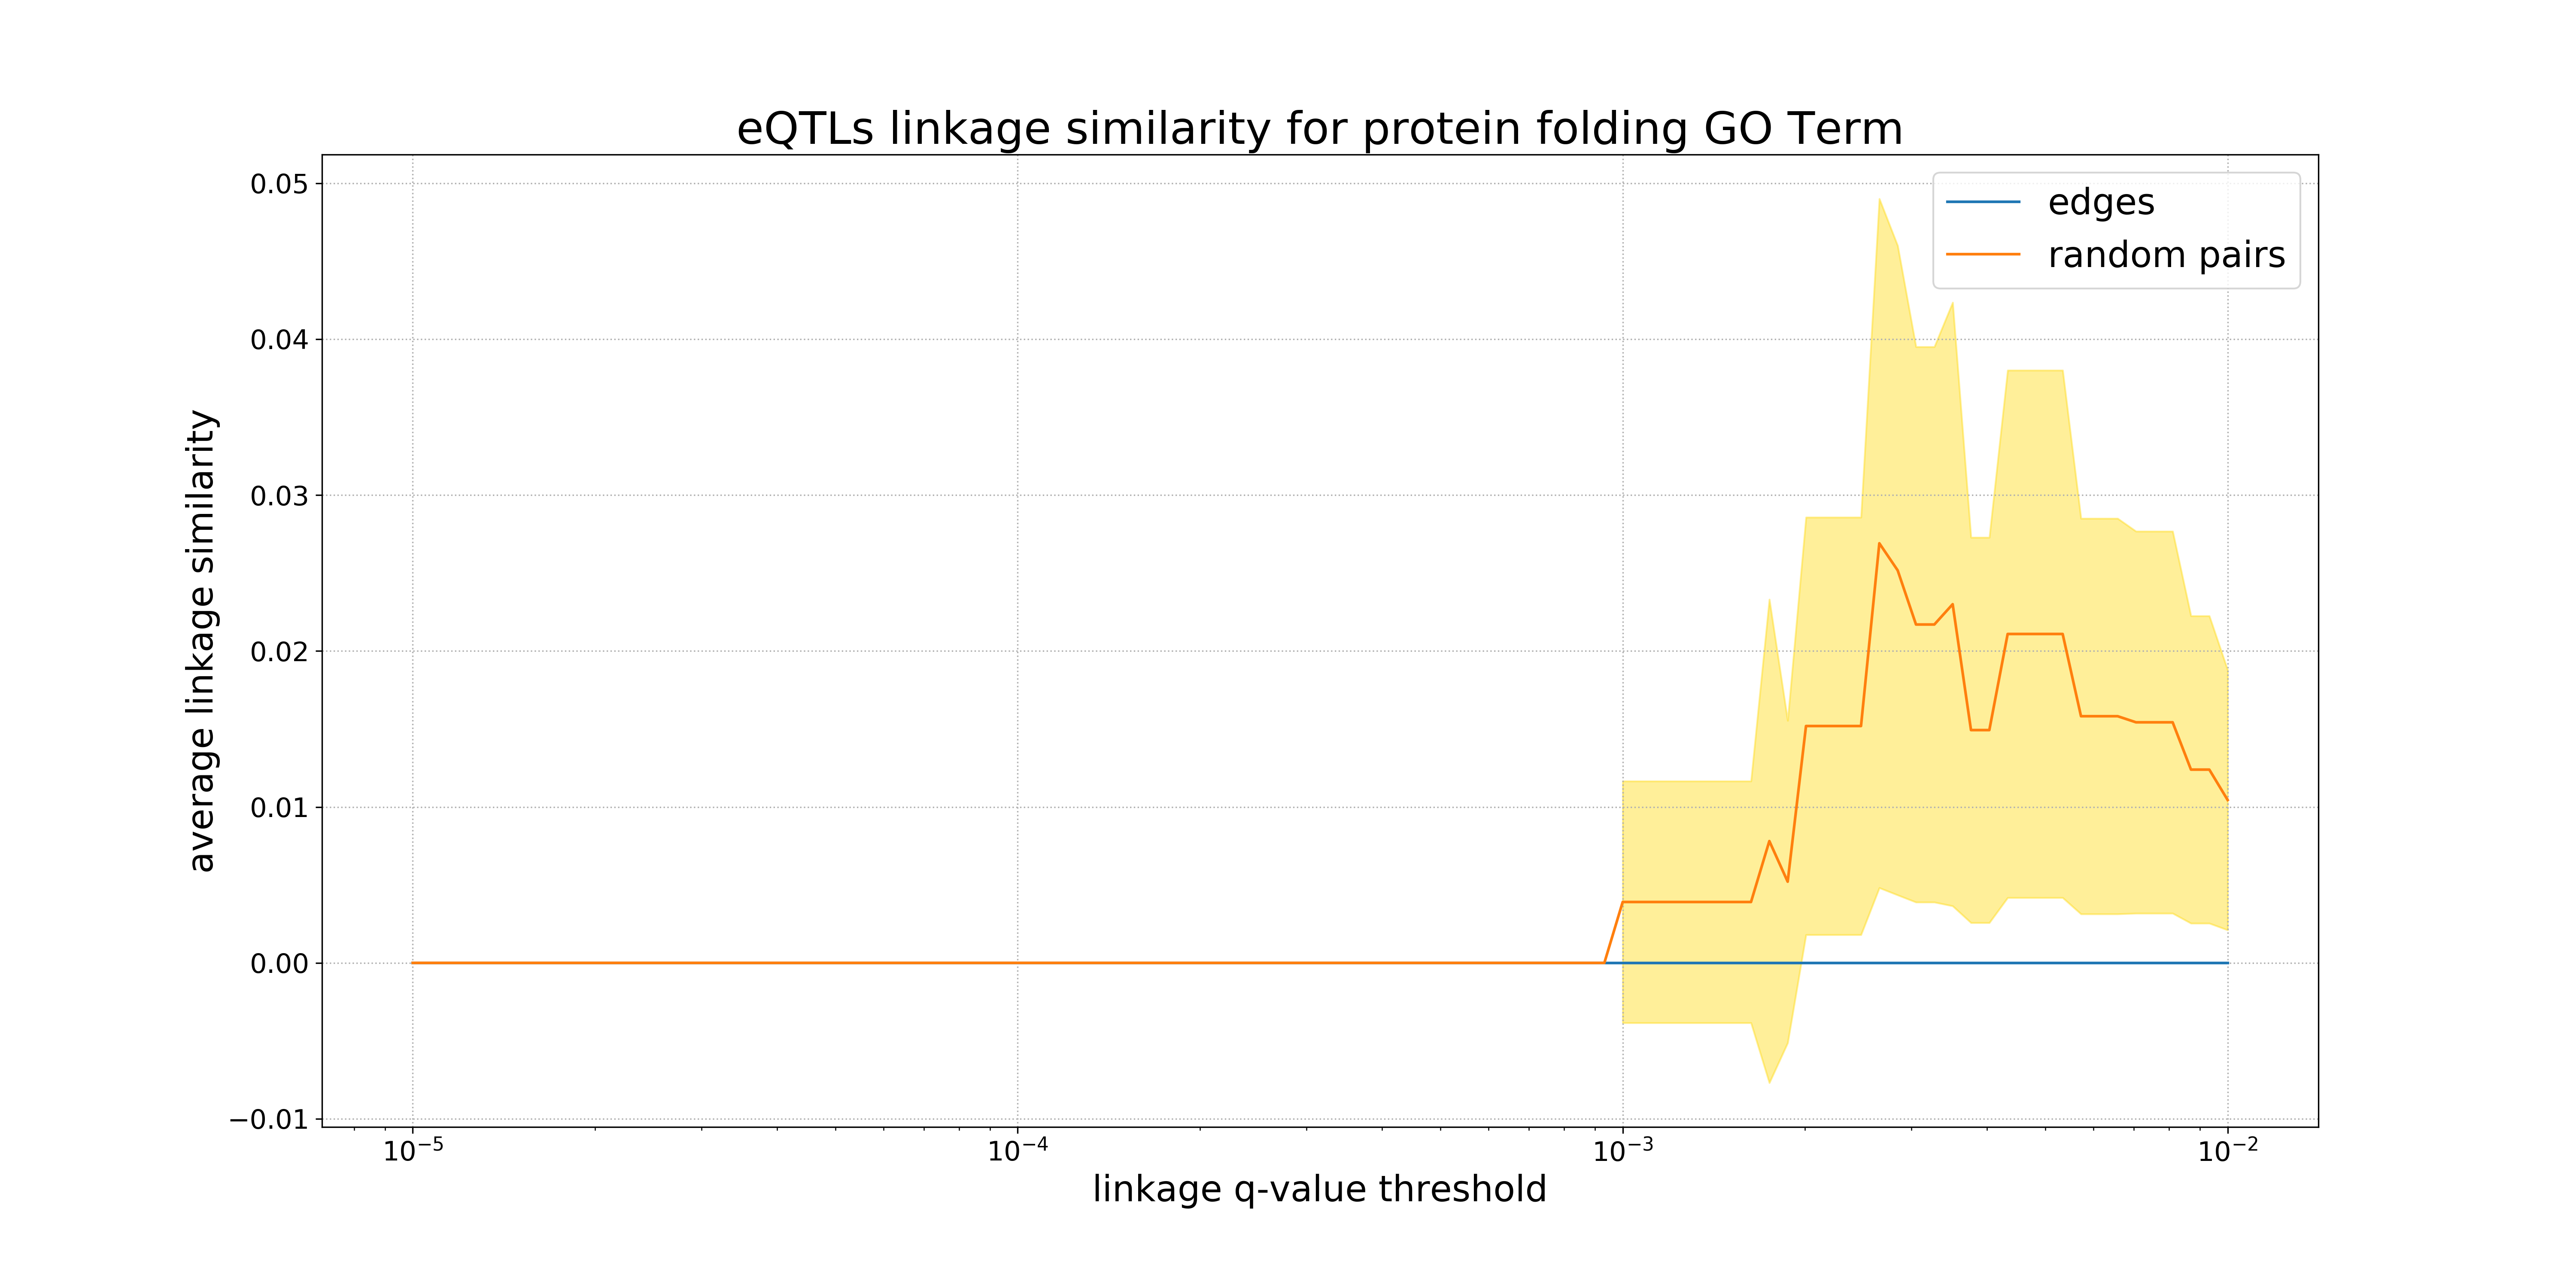 eQTLs linkage similarity for protein folding GO Term
edges
random pairs
average linkage similarity
0.05
0.04
0.03
0.02
0.01
0.00
−0.01
10⁻⁵ 10⁻⁴ 10⁻³ 10⁻²
linkage q-value threshold